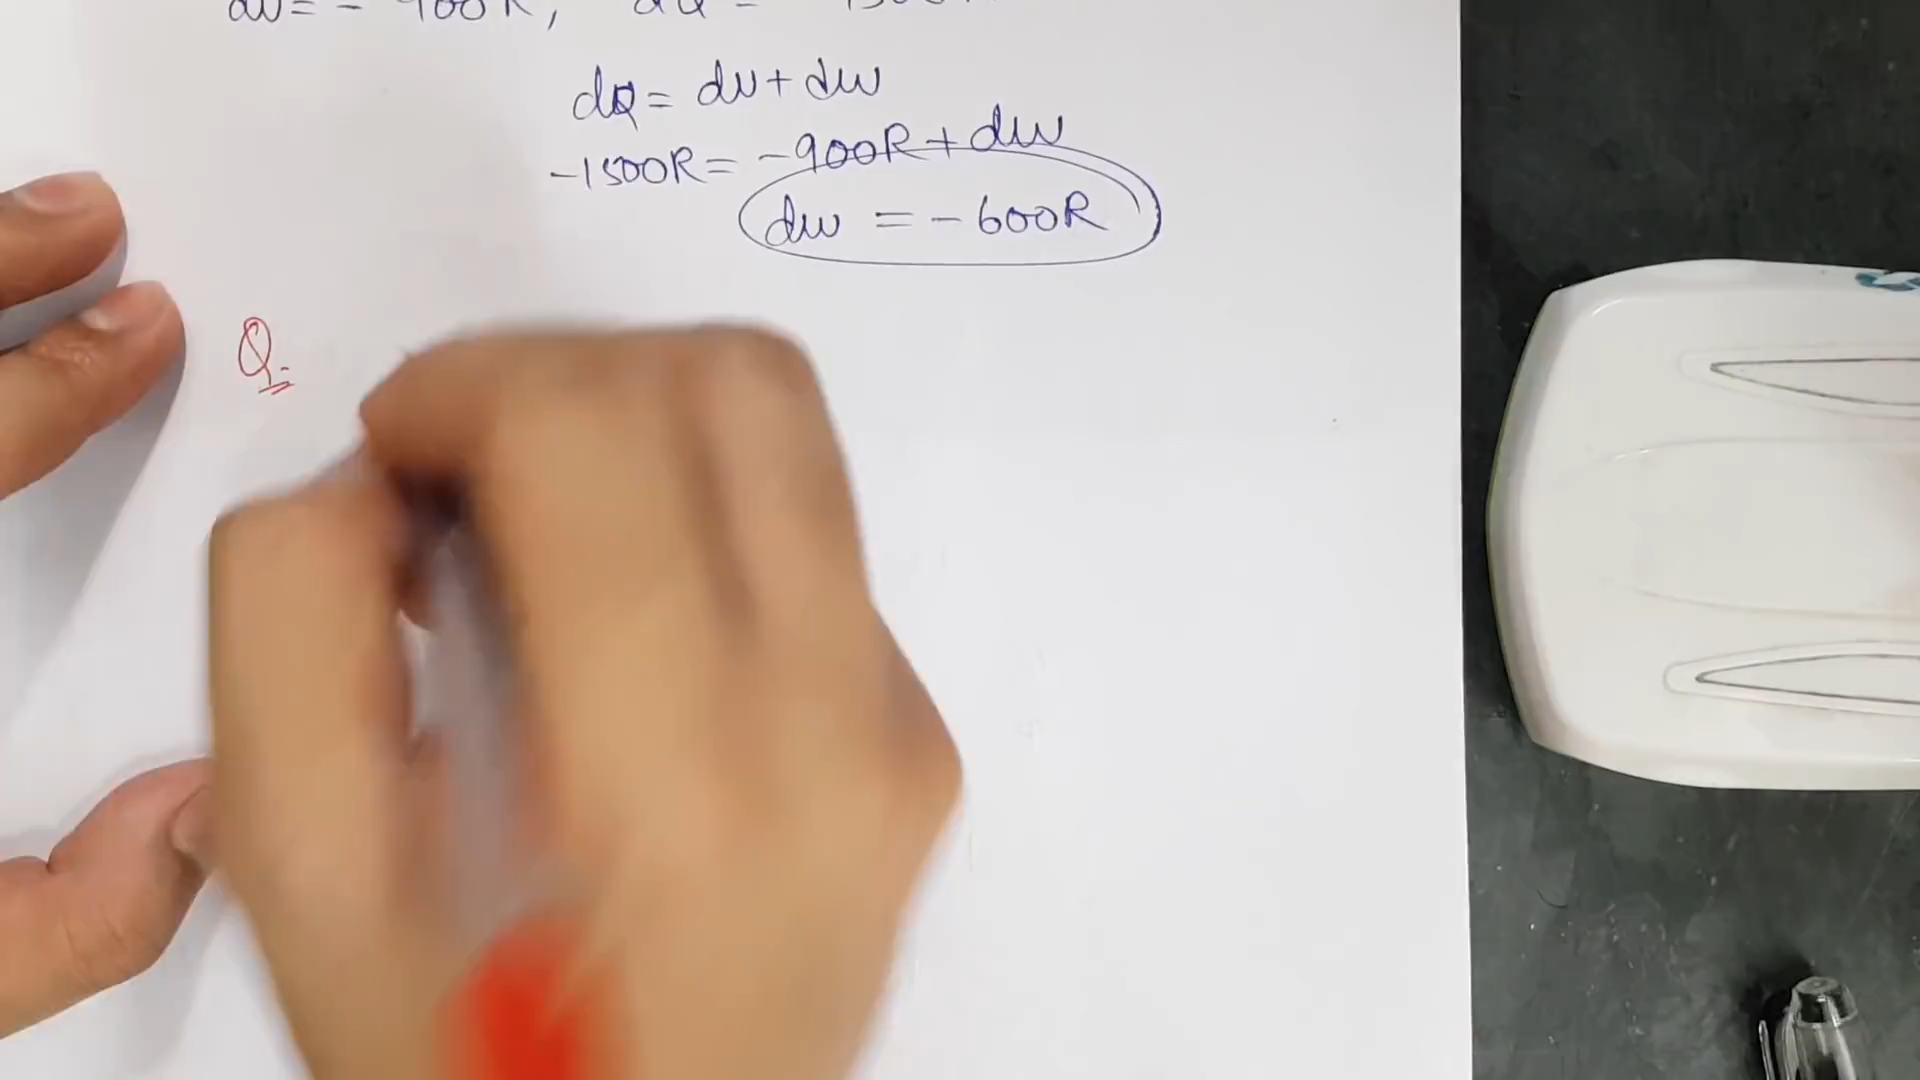 dQ = dU + dW
-1500R = -900R + dW
dW = -600R
Q.